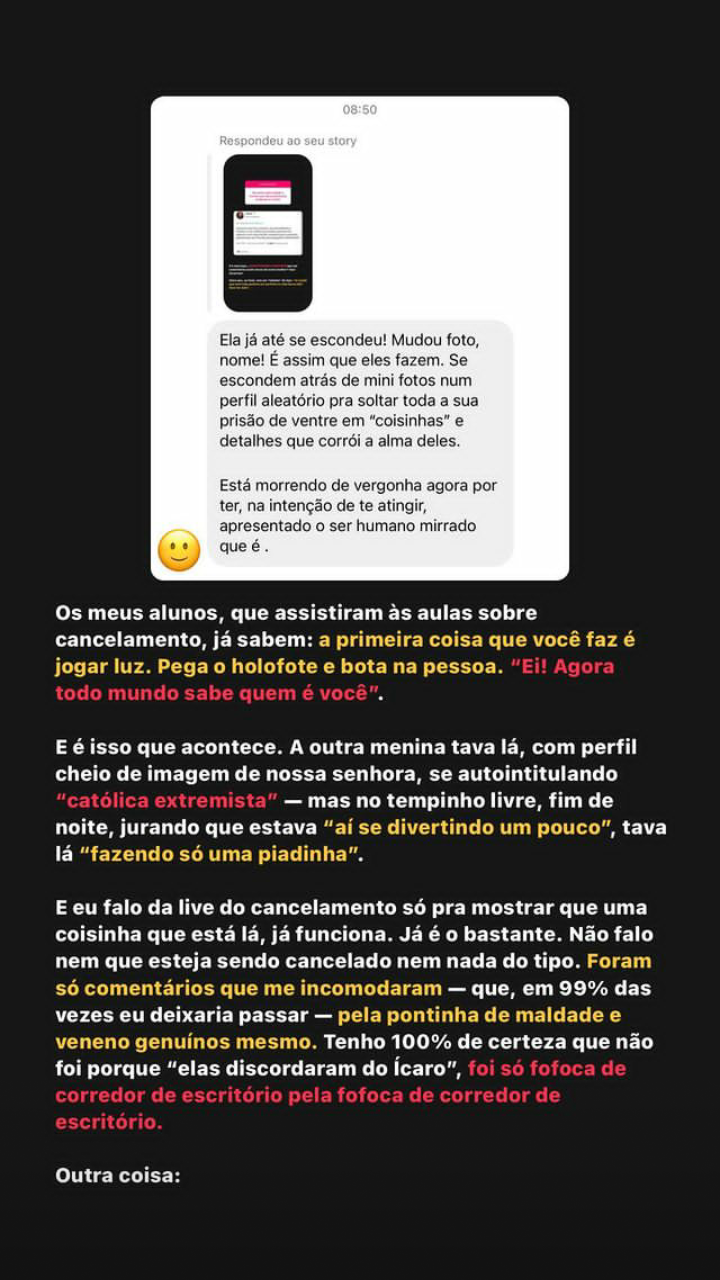 08:50
Respondeu ao seu story
Ela já até se escondeu! Mudou foto,
nome! É assim que eles fazem. Se
escondem atrás de mini fotos num
perfil aleatório pra soltar toda a sua
prisão de ventre em “coisinhas” e
detalhes que corrói a alma deles.
Está morrendo de vergonha agora por
ter, na intenção de te atingir,
apresentado o ser humano mirrado
que é .
Os meus alunos, que assistiram às aulas sobre
cancelamento, já sabem: a primeira coisa que você faz é
jogar luz. Pega o holofote e bota na pessoa. “Ei! Agora
todo mundo sabe quem é você”.
E é isso que acontece. A outra menina tava lá, com perfil
cheio de imagem de nossa senhora, se autointitulando
“católica extremista” — mas no tempinho livre, fim de
noite, jurando que estava “aí se divertindo um pouco”, tava
lá “fazendo só uma piadinha”.
E eu falo da live do cancelamento só pra mostrar que uma
coisinha que está lá, já funciona. Já é o bastante. Não falo
nem que esteja sendo cancelado nem nada do tipo. Foram
só comentários que me incomodaram — que, em 99% das
vezes eu deixaria passar — pela pontinha de maldade e
veneno genuínos mesmo. Tenho 100% de certeza que não
foi porque “elas discordaram do Ícaro”, foi só fofoca de
corredor de escritório pela fofoca de corredor de
escritório.
Outra coisa: